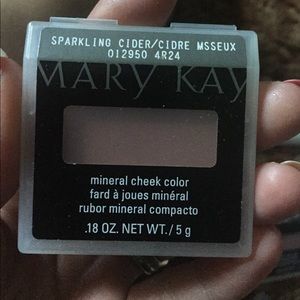 SPARKLING CIDER/CIDRE MSSEUX
012950 4R24
MARY KAY
mineral cheek color
fard à joues minéral
rubor mineral compacto
.18 OZ. NET WT./5 g